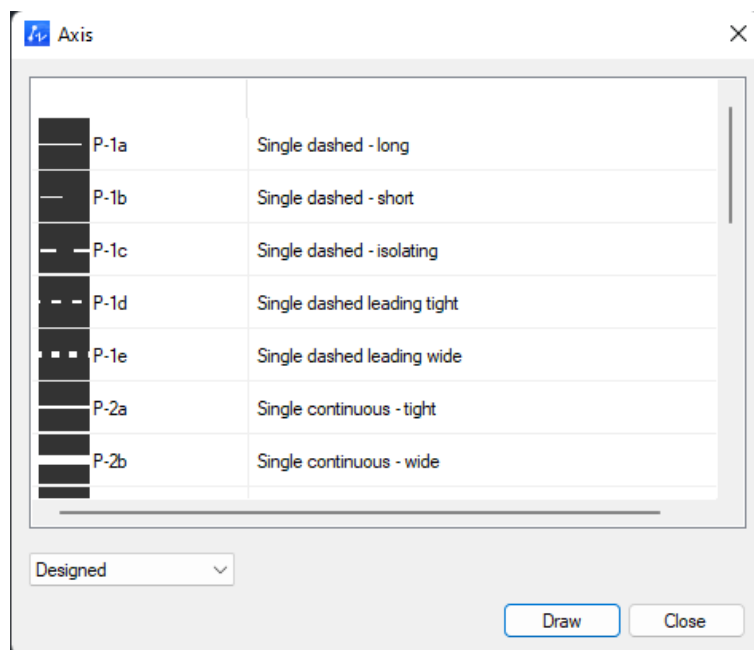 Axis
P-1a Single dashed - long
P-1b Single dashed - short
P-1c Single dashed - isolating
P-1d Single dashed leading tight
P-1e Single dashed leading wide
P-2a Single continuous - tight
P-2b Single continuous - wide
Designed
Draw Close